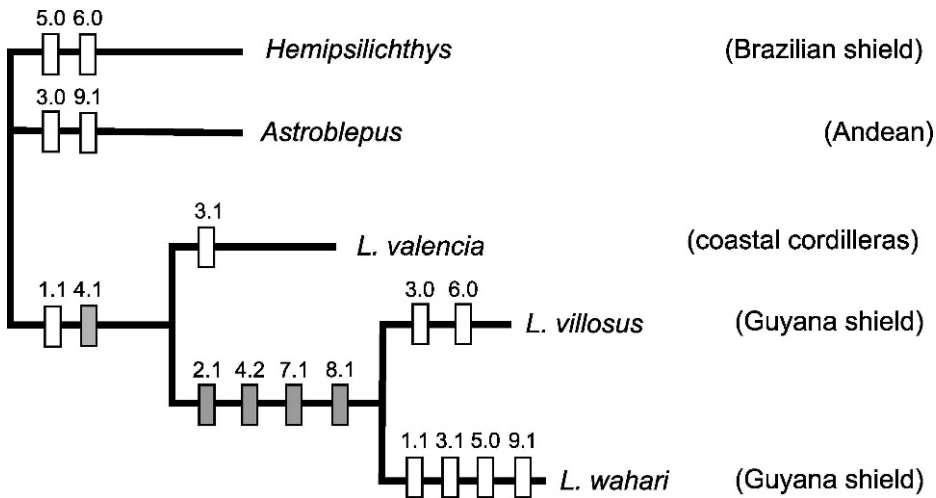 5.0 6.0
Hemipsilichthys (Brazilian shield)
3.0 9.1
Astroblepus (Andean)
3.1
L. valencia (coastal cordilleras)
1.1 4.1
3.0 6.0
L. villosus (Guyana shield)
2.1 4.2 7.1 8.1
1.1 3.1 5.0 9.1
L. wahari (Guyana shield)